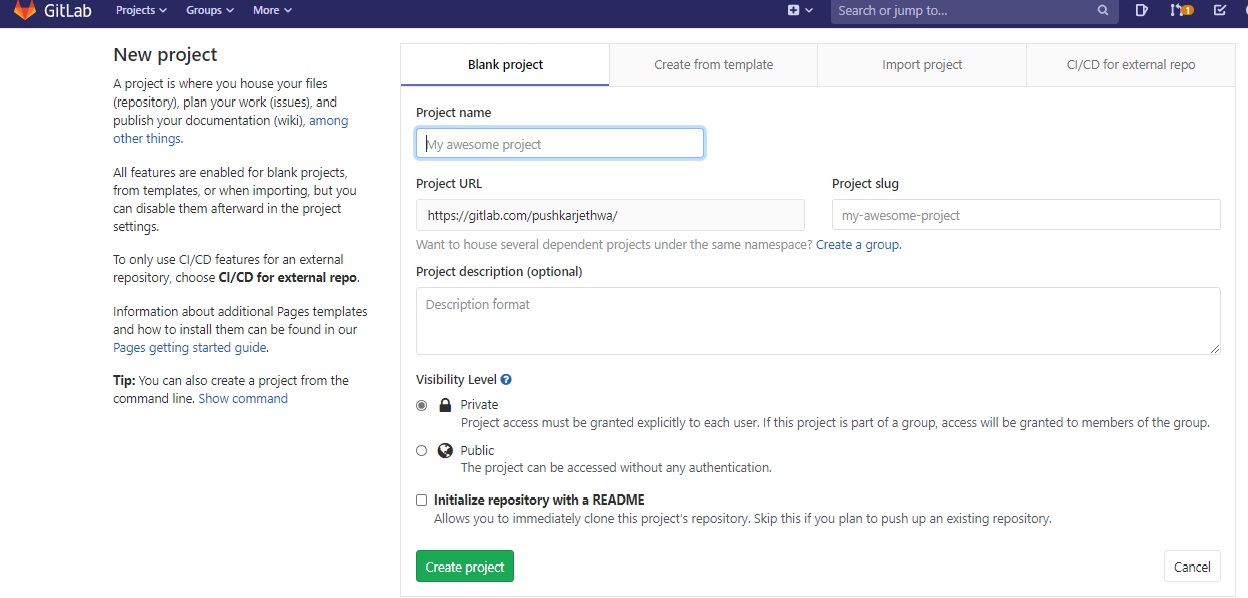 GitLab Projects Groups More Search or jump to... 1
New project
A project is where you house your files
(repository), plan your work (issues), and
publish your documentation (wiki), among
other things.
All features are enabled for blank projects,
from templates, or when importing, but you
can disable them afterward in the project
settings.
To only use CI/CD features for an external
repository, choose CI/CD for external repo.
Information about additional Pages templates
and how to install them can be found in our
Pages getting started guide.
Tip: You can also create a project from the
command line. Show command
Blank project Create from template Import project CI/CD for external repo
Project name
My awesome project
Project URL Project slug
https://gitlab.com/pushkarjethwa/ my-awesome-project
Want to house several dependent projects under the same namespace? Create a group.
Project description (optional)
Description format
Visibility Level ?
Private
Project access must be granted explicitly to each user. If this project is part of a group, access will be granted to members of the group.
Public
The project can be accessed without any authentication.
Initialize repository with a README
Allows you to immediately clone this project's repository. Skip this if you plan to push up an existing repository.
Create project Cancel